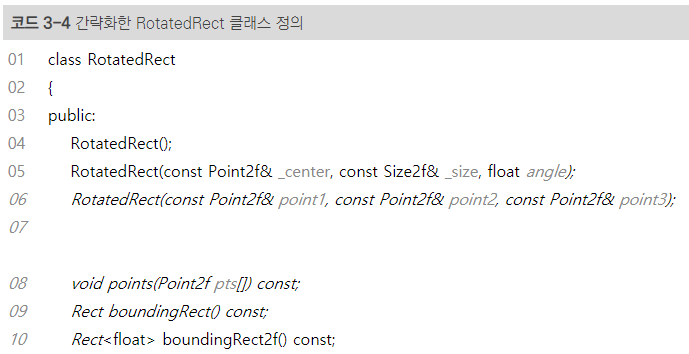 코드 3-4 간략화한 RotatedRect 클래스 정의
01 class RotatedRect
02 {
03 public:
04 RotatedRect();
05 RotatedRect(const Point2f& _center, const Size2f& _size, float angle);
06 RotatedRect(const Point2f& point1, const Point2f& point2, const Point2f& point3);
07
08 void points(Point2f pts[]) const;
09 Rect boundingRect() const;
10 Rect<float> boundingRect2f() const;